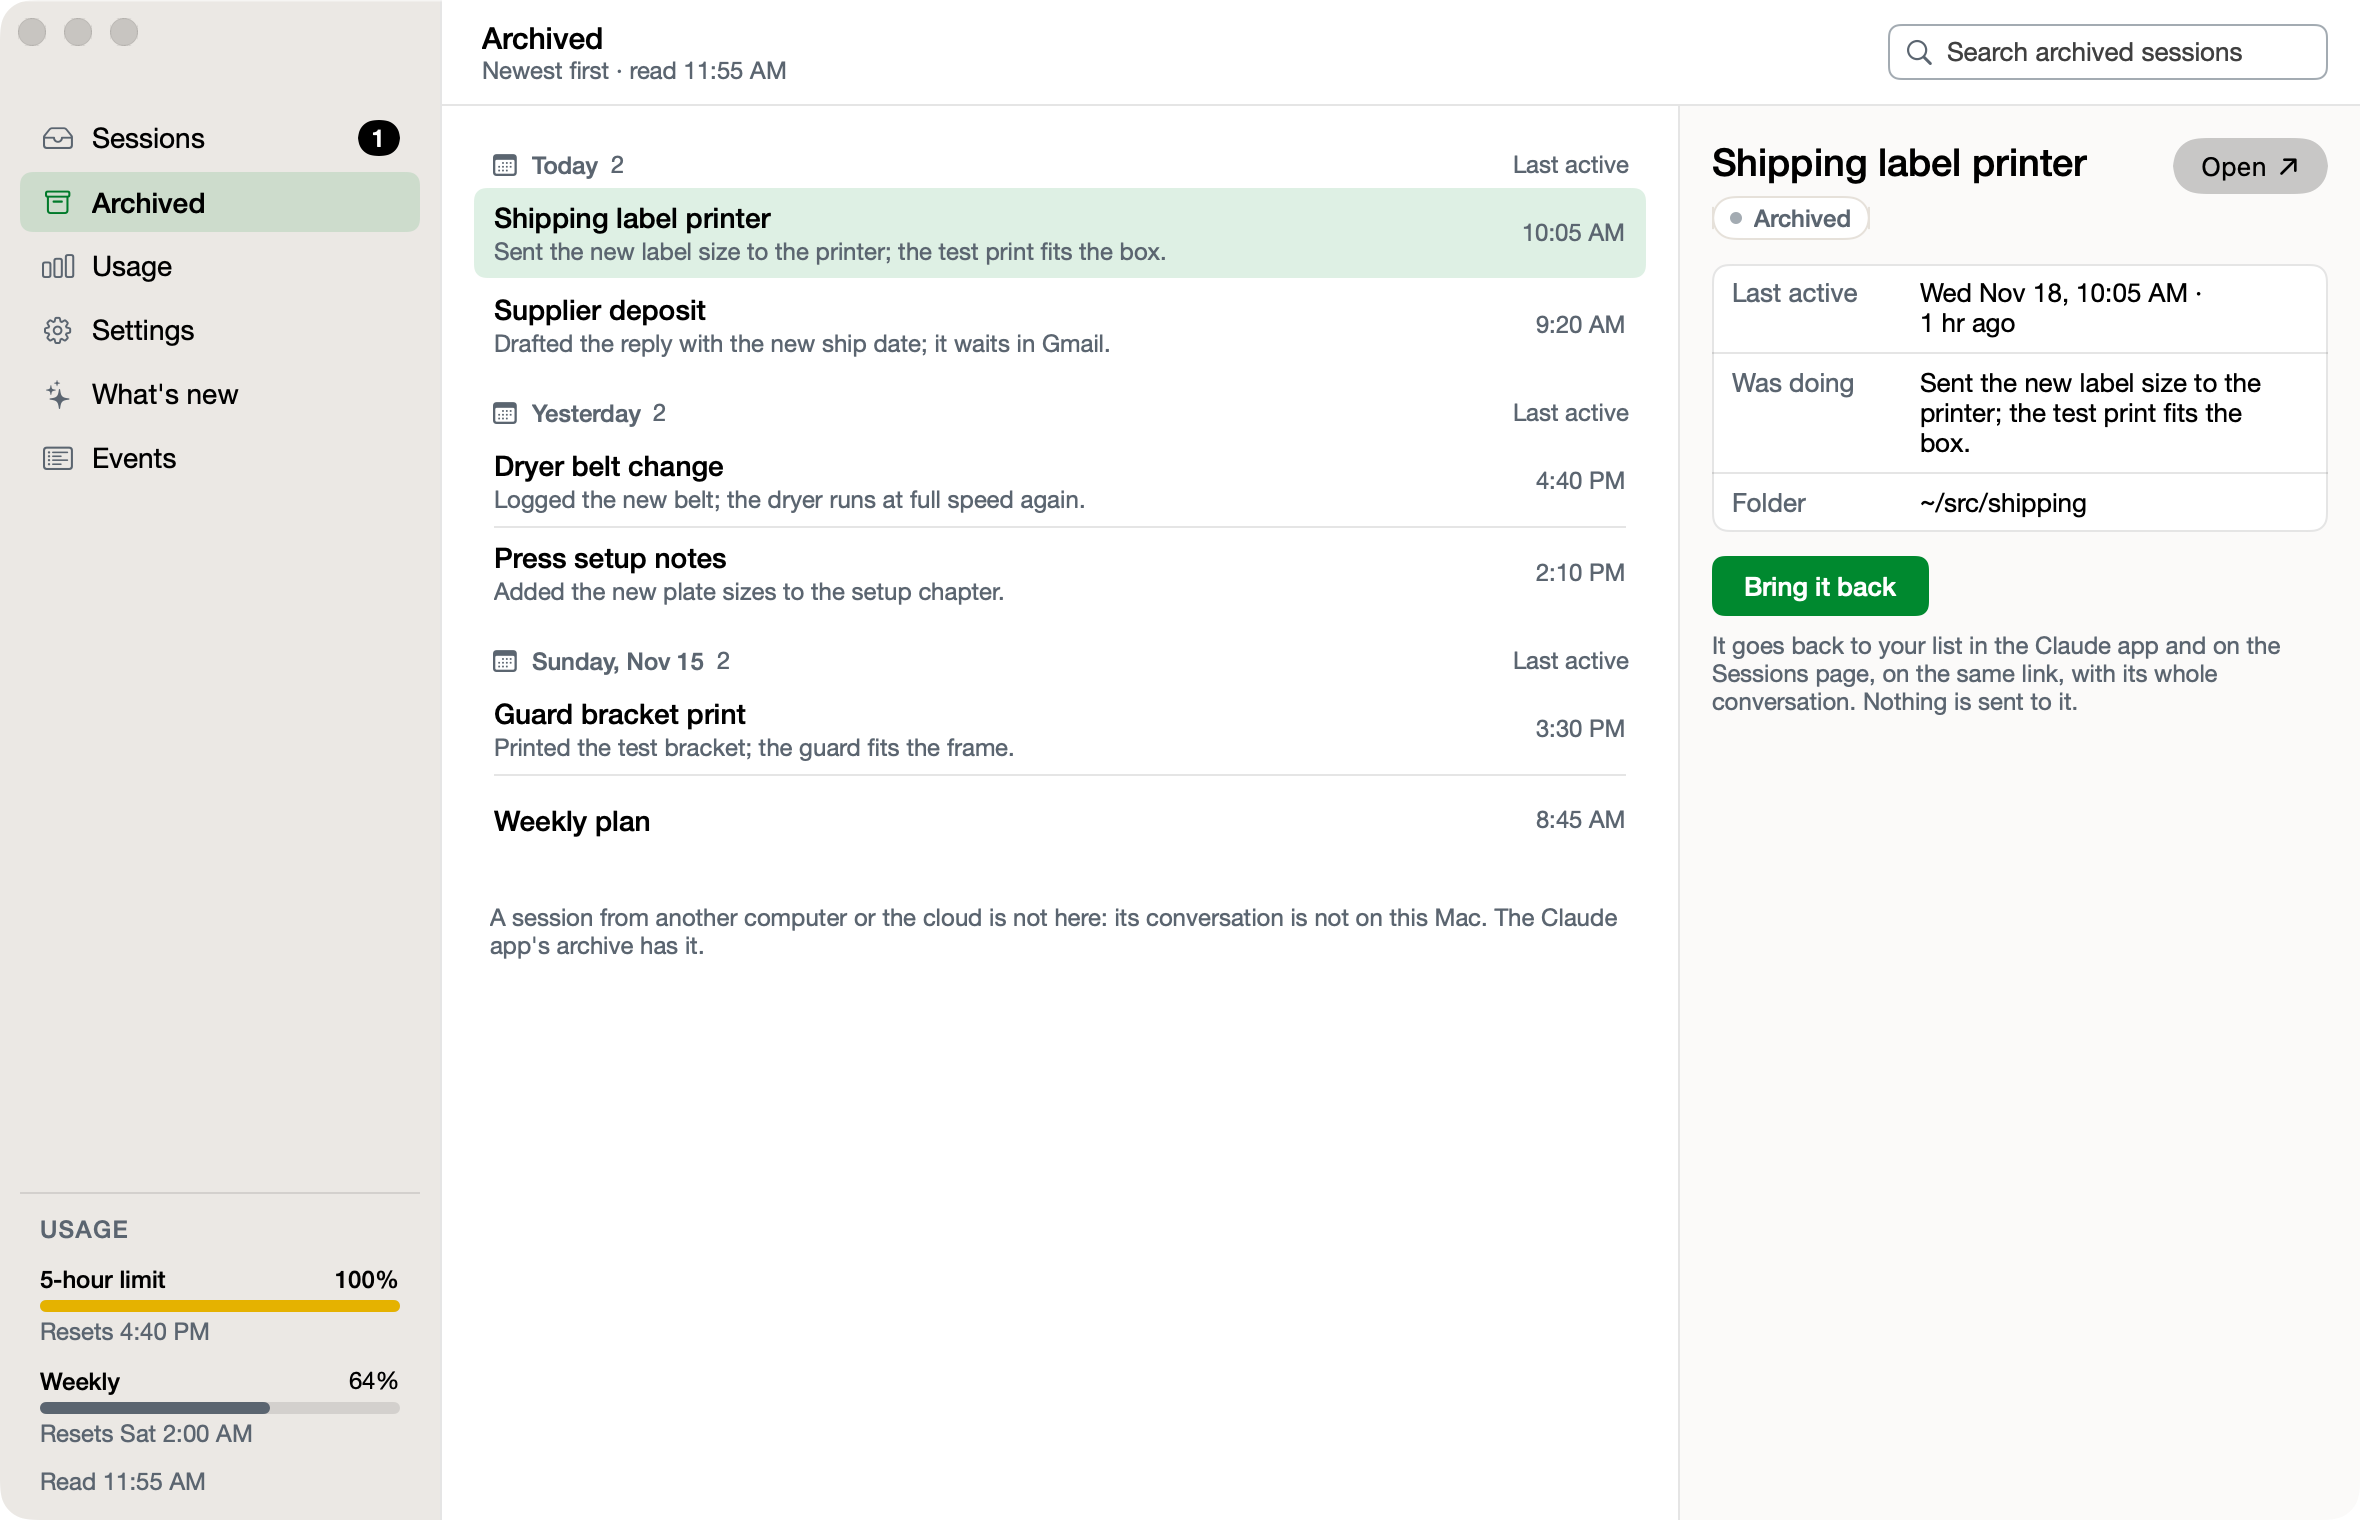 Sessions 1
Archived
Usage
Settings
What's new
Events
USAGE
5-hour limit 100%
Resets 4:40 PM
Weekly 64%
Resets Sat 2:00 AM
Read 11:55 AM
Archived
Newest first · read 11:55 AM
Search archived sessions
Today 2 Last active
Shipping label printer
Sent the new label size to the printer; the test print fits the box.
10:05 AM
Supplier deposit
Drafted the reply with the new ship date; it waits in Gmail.
9:20 AM
Yesterday 2 Last active
Dryer belt change
Logged the new belt; the dryer runs at full speed again.
4:40 PM
Press setup notes
Added the new plate sizes to the setup chapter.
2:10 PM
Sunday, Nov 15 2 Last active
Guard bracket print
Printed the test bracket; the guard fits the frame.
3:30 PM
Weekly plan 8:45 AM
A session from another computer or the cloud is not here: its conversation is not on this Mac. The Claude
app's archive has it.
Shipping label printer
Open
Archived
Last active Wed Nov 18, 10:05 AM ·
1 hr ago
Was doing Sent the new label size to the
printer; the test print fits the
box.
Folder ~/src/shipping
Bring it back
It goes back to your list in the Claude app and on the
Sessions page, on the same link, with its whole
conversation. Nothing is sent to it.